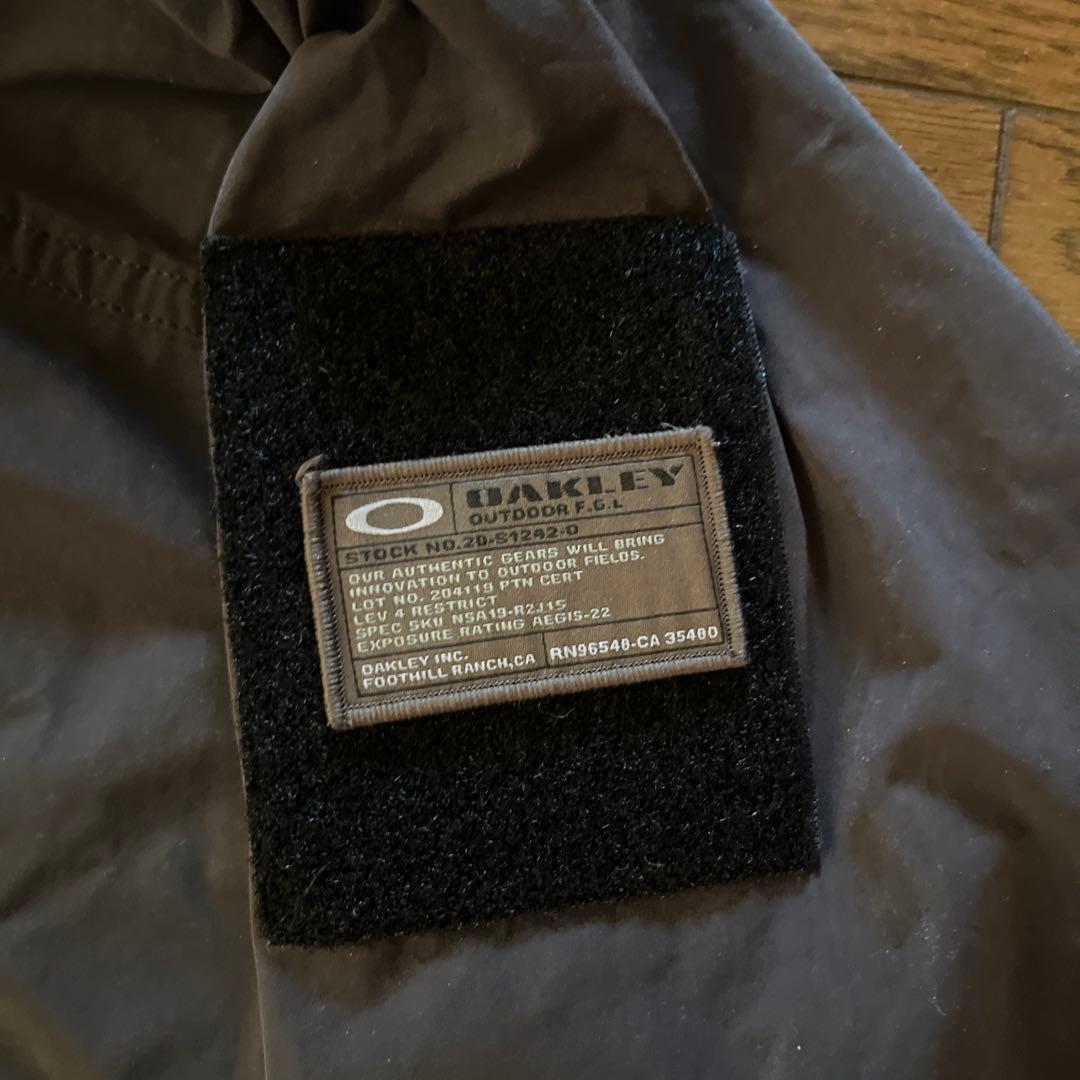 OAKLEY
OUTDOOR F.G.L
STOCK NO.20-S1242-0
OUR AUTHENTIC GEARS WILL BRING
INNOVATION TO OUTDOOR FIELDS.
LOT NO. 204119 PTN CERT
LEV 4 RESTRICT
SPEC SKU NSA19-R2J15
EXPOSURE RATING AEGIS-22
OAKLEY INC.
FOOTHILL RANCH,CA
RN96548-CA 35460